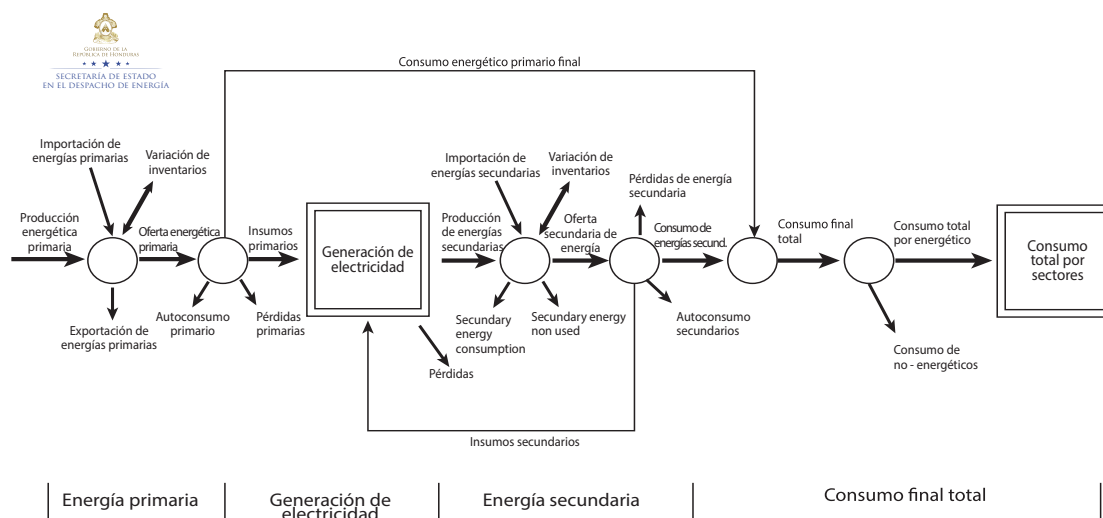 GOBIERNO DE LA
REPÚBLICA DE HONDURAS
SECRETARÍA DE ESTADO
EN EL DESPACHO DE ENERGÍA
Consumo energético primario final
Importación de
energías primarias
Variación de
inventarios
Producción
energética
primaria
Oferta energética
primaria
Insumos
primarios
Exportación de
energías primarias
Autoconsumo
primario
Pérdidas
primarias
Generación de
electricidad
Pérdidas
Importación de
energías secundarias
Variación de
inventarios
Producción
de energías
secundarias
Oferta
secundaria de
energía
Secundary
energy
consumption
Secundary energy
non used
Pérdidas de energía
secundaria
Consumo de
energías secund.
Autoconsumo
secundarios
Insumos secundarios
Consumo final
total
Consumo total
por energético
Consumo de
no - energéticos
Consumo
total por
sectores
Energía primaria
Generación de
electricidad
Energía secundaria
Consumo final total